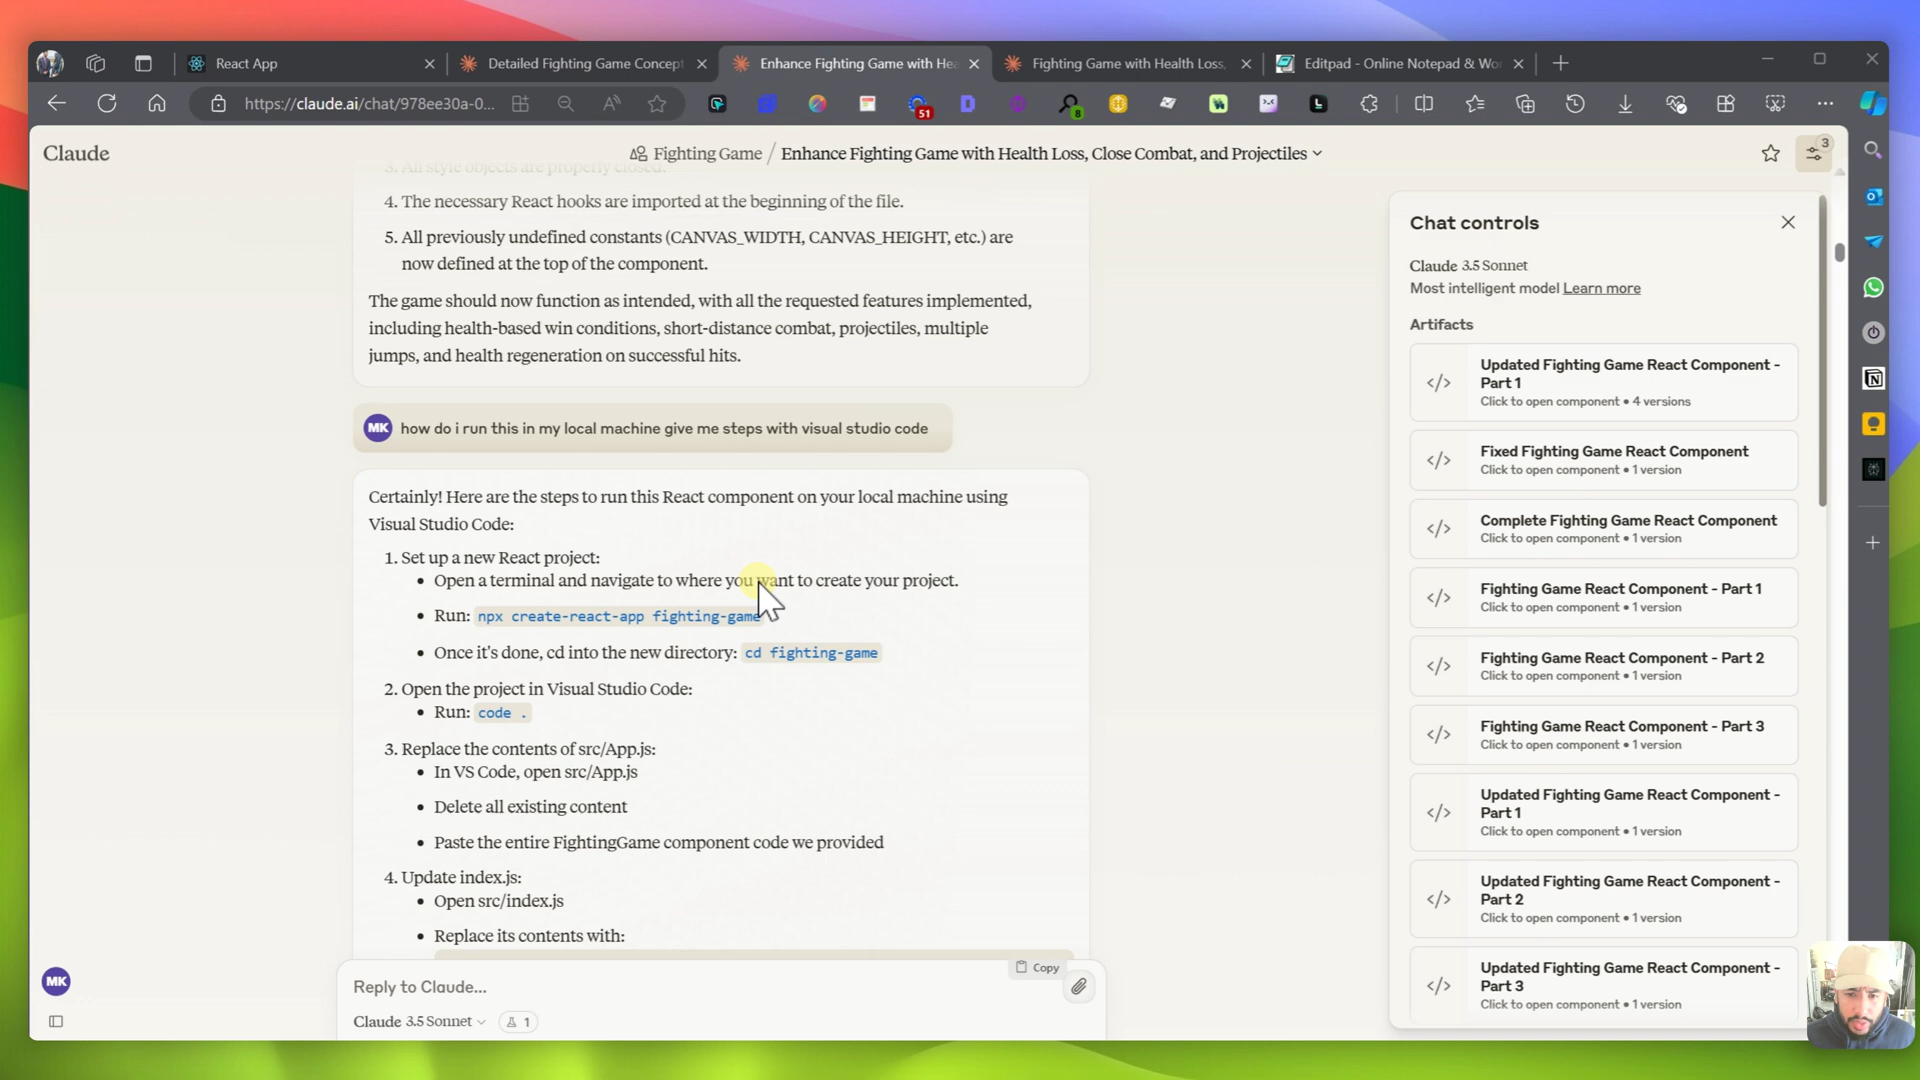 React App
Detailed Fighting Game Concept
Enhance Fighting Game with Hea
Fighting Game with Health Loss,
Editpad - Online Notepad & Wor
https://claude.ai/chat/978ee30a-0...
51
8
Claude
Fighting Game / Enhance Fighting Game with Health Loss, Close Combat, and Projectiles
3
3. All style objects are properly closed.
4. The necessary React hooks are imported at the beginning of the file.
5. All previously undefined constants (CANVAS_WIDTH, CANVAS_HEIGHT, etc.) are
now defined at the top of the component.
The game should now function as intended, with all the requested features implemented,
including health-based win conditions, short-distance combat, projectiles, multiple
jumps, and health regeneration on successful hits.
MK
how do i run this in my local machine give me steps with visual studio code
Certainly! Here are the steps to run this React component on your local machine using
Visual Studio Code:
1. Set up a new React project:
• Open a terminal and navigate to where you want to create your project.
• Run: npx create-react-app fighting-game
• Once it's done, cd into the new directory: cd fighting-game
2. Open the project in Visual Studio Code:
• Run: code .
3. Replace the contents of src/App.js:
• In VS Code, open src/App.js
• Delete all existing content
• Paste the entire FightingGame component code we provided
4. Update index.js:
• Open src/index.js
• Replace its contents with:
Copy
Reply to Claude...
Claude 3.5 Sonnet
1
MK
Chat controls
Claude 3.5 Sonnet
Most intelligent model Learn more
Artifacts
Updated Fighting Game React Component -
Part 1
Click to open component • 4 versions
Fixed Fighting Game React Component
Click to open component • 1 version
Complete Fighting Game React Component
Click to open component • 1 version
Fighting Game React Component - Part 1
Click to open component • 1 version
Fighting Game React Component - Part 2
Click to open component • 1 version
Fighting Game React Component - Part 3
Click to open component • 1 version
Updated Fighting Game React Component -
Part 1
Click to open component • 1 version
Updated Fighting Game React Component -
Part 2
Click to open component • 1 version
Updated Fighting Game React Component -
Part 3
Click to open component • 1 version